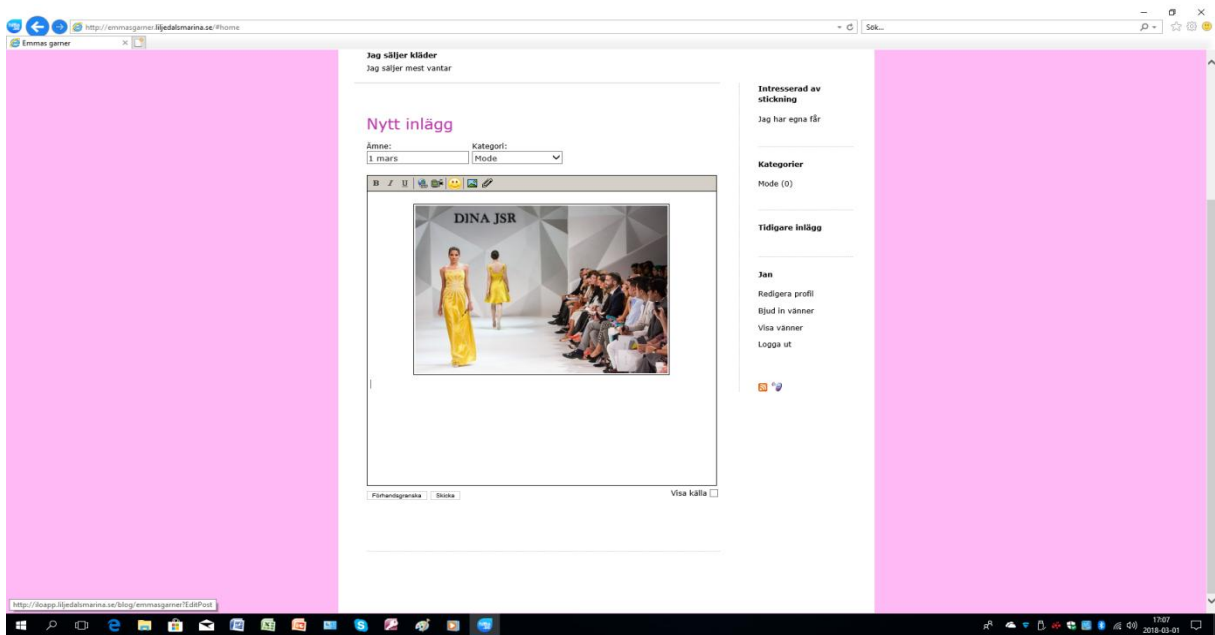 http://emmasgarner.liljedalsmarina.se/#home
Sök...
Emmas garner
Jag säljer kläder
Jag säljer mest vantar
Nytt inlägg
Ämne:
Kategori:
1 mars
Mode
B I U
DINA JSR
Förhandsgranska
Skicka
Visa källa
Intresserad av
stickning
Jag har egna får
Kategorier
Mode (0)
Tidigare inlägg
Jan
Redigera profil
Bjud in vänner
Visa vänner
Logga ut
http://iloapp.liljedalsmarina.se/blog/emmasgarner?EditPost
17:07
2018-03-01